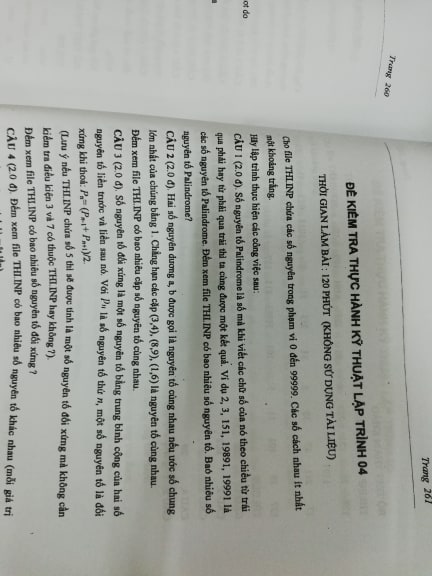 Trang 260
ot do
Trang 261
ĐỀ KIỂM TRA THỰC HÀNH KỸ THUẬT LẬP TRÌNH 04
THỜI GIAN LÀM BÀI : 120 PHÚT (KHÔNG SỬ DỤNG TÀI LIỆU)
Cho file THI.INP chứa các số nguyên trong phạm vi 0 đến 99999. Các số cách nhau ít nhất
một khoảng trắng.
Hãy lập trình thực hiện các công việc sau:
CÂU 1 (2.0 đ). Số nguyên tố Palindrome là số mà khi viết các chữ số của nó theo chiều từ trái
qua phải hay từ phải qua trái thì ta cùng được một kết quả. Ví dụ 2, 3, 151, 19891, 19991 là
các số nguyên tố Palindrome. Đếm xem file THI.INP có bao nhiêu số nguyên tố. Baó nhiêu số
nguyên tố Palindrome?
CÂU 2 (2.0 đ). Hai số nguyên dương a, b được gọi là nguyên tố cùng nhau nếu ước số chung
lớn nhất của chúng bằng 1. Chẳng hạn các cặp (3,4), (8,9), (1,6) là nguyên tố cùng nhau.
Đếm xem file THI.INP có bao nhiêu cặp số nguyên tố cùng nhau.
CÂU 3 (2.0 đ). Số nguyên tố đối xứng là một số nguyên tố bằng trung bình cộng của hai số
nguyên tố liền trước và liền sau nó. Với Pn là số nguyên tố thứ n, một số nguyên tố là đối
xứng khi thoả: Pn= (Pn-1+ Pn+1)/2.
(Lưu ý nếu THI.INP chứa số 5 thì sẽ được tính là một số nguyên tố đối xứng mà không cần
kiểm tra điều kiện 3 và 7 có thuộc THI.INP hay không ?).
Đếm xem file THI.INP có bao nhiêu số nguyên tố đối xứng ?
CÂU 4 (2.0 đ). Đếm xem file THI.INP có bao nhiêu số nguyên tố khác nhau (mỗi giá trị